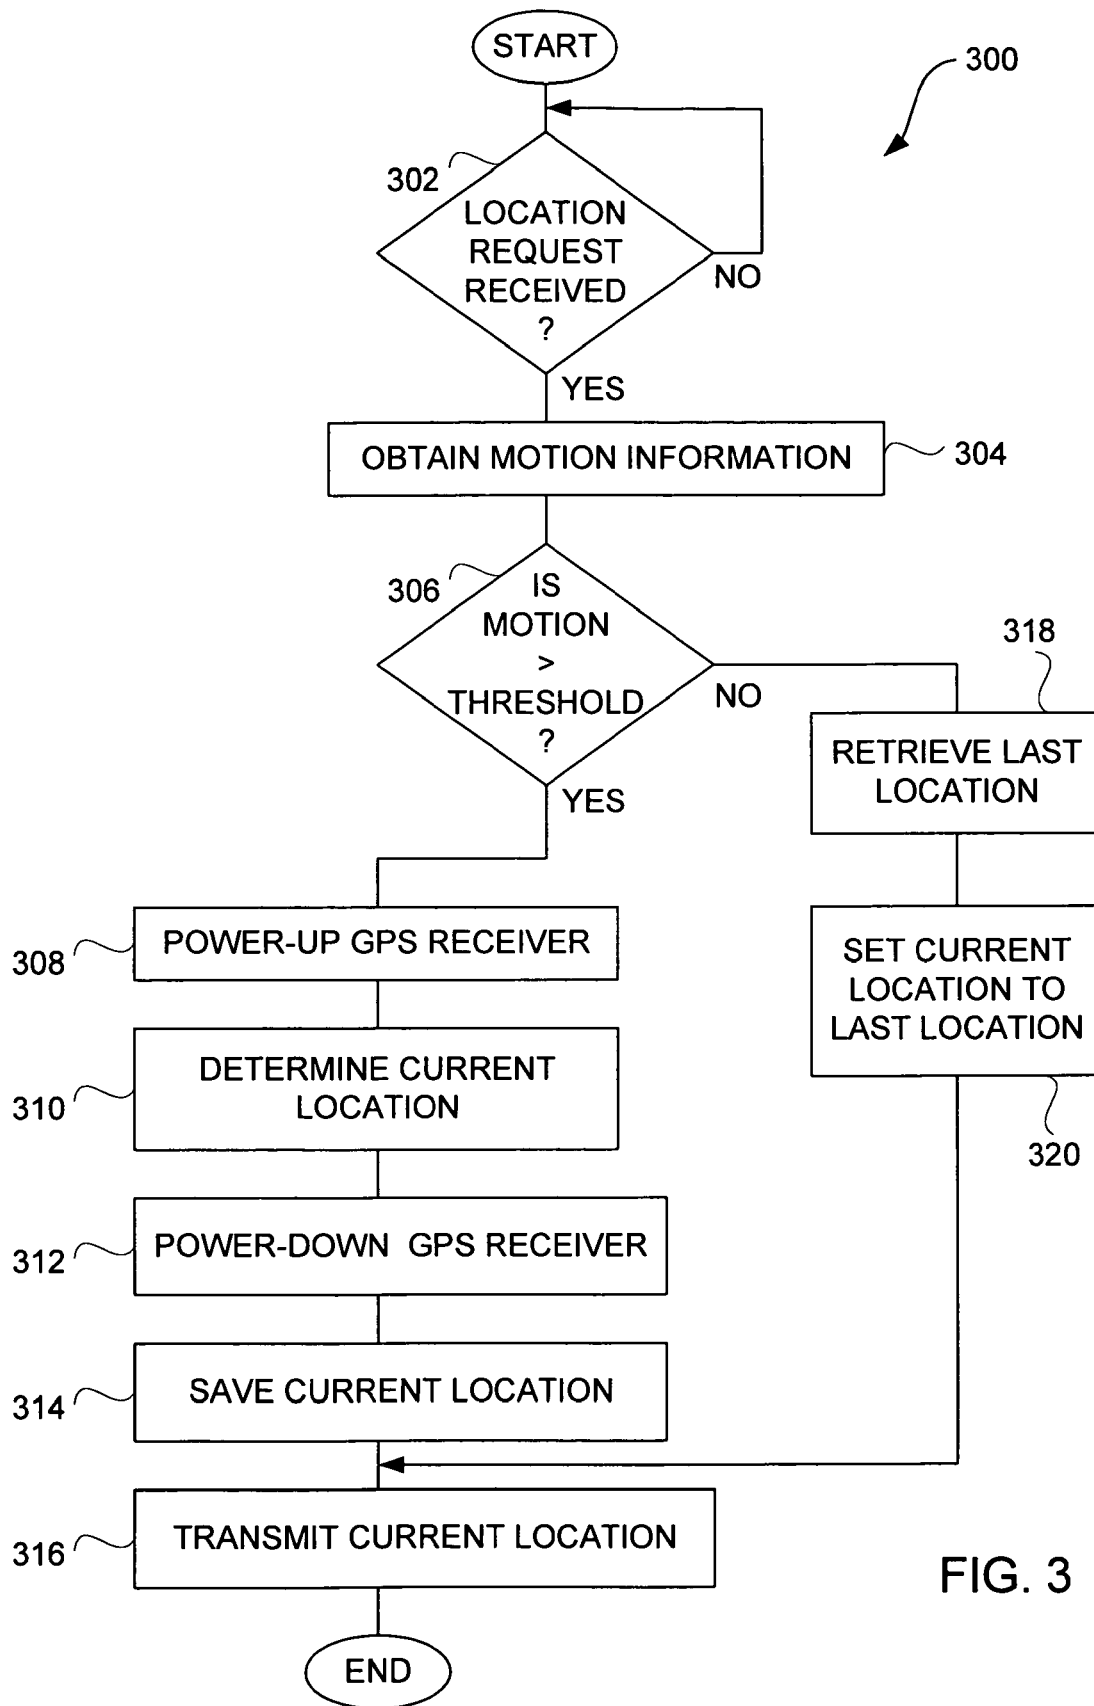 START
300
302
LOCATION
REQUEST
RECEIVED
?
NO
YES
OBTAIN MOTION INFORMATION
304
306
IS
MOTION
>
THRESHOLD
?
NO
YES
318
RETRIEVE LAST
LOCATION
308
POWER-UP GPS RECEIVER
SET CURRENT
LOCATION TO
LAST LOCATION
320
310
DETERMINE CURRENT
LOCATION
312
POWER-DOWN GPS RECEIVER
314
SAVE CURRENT LOCATION
316
TRANSMIT CURRENT LOCATION
FIG. 3
END